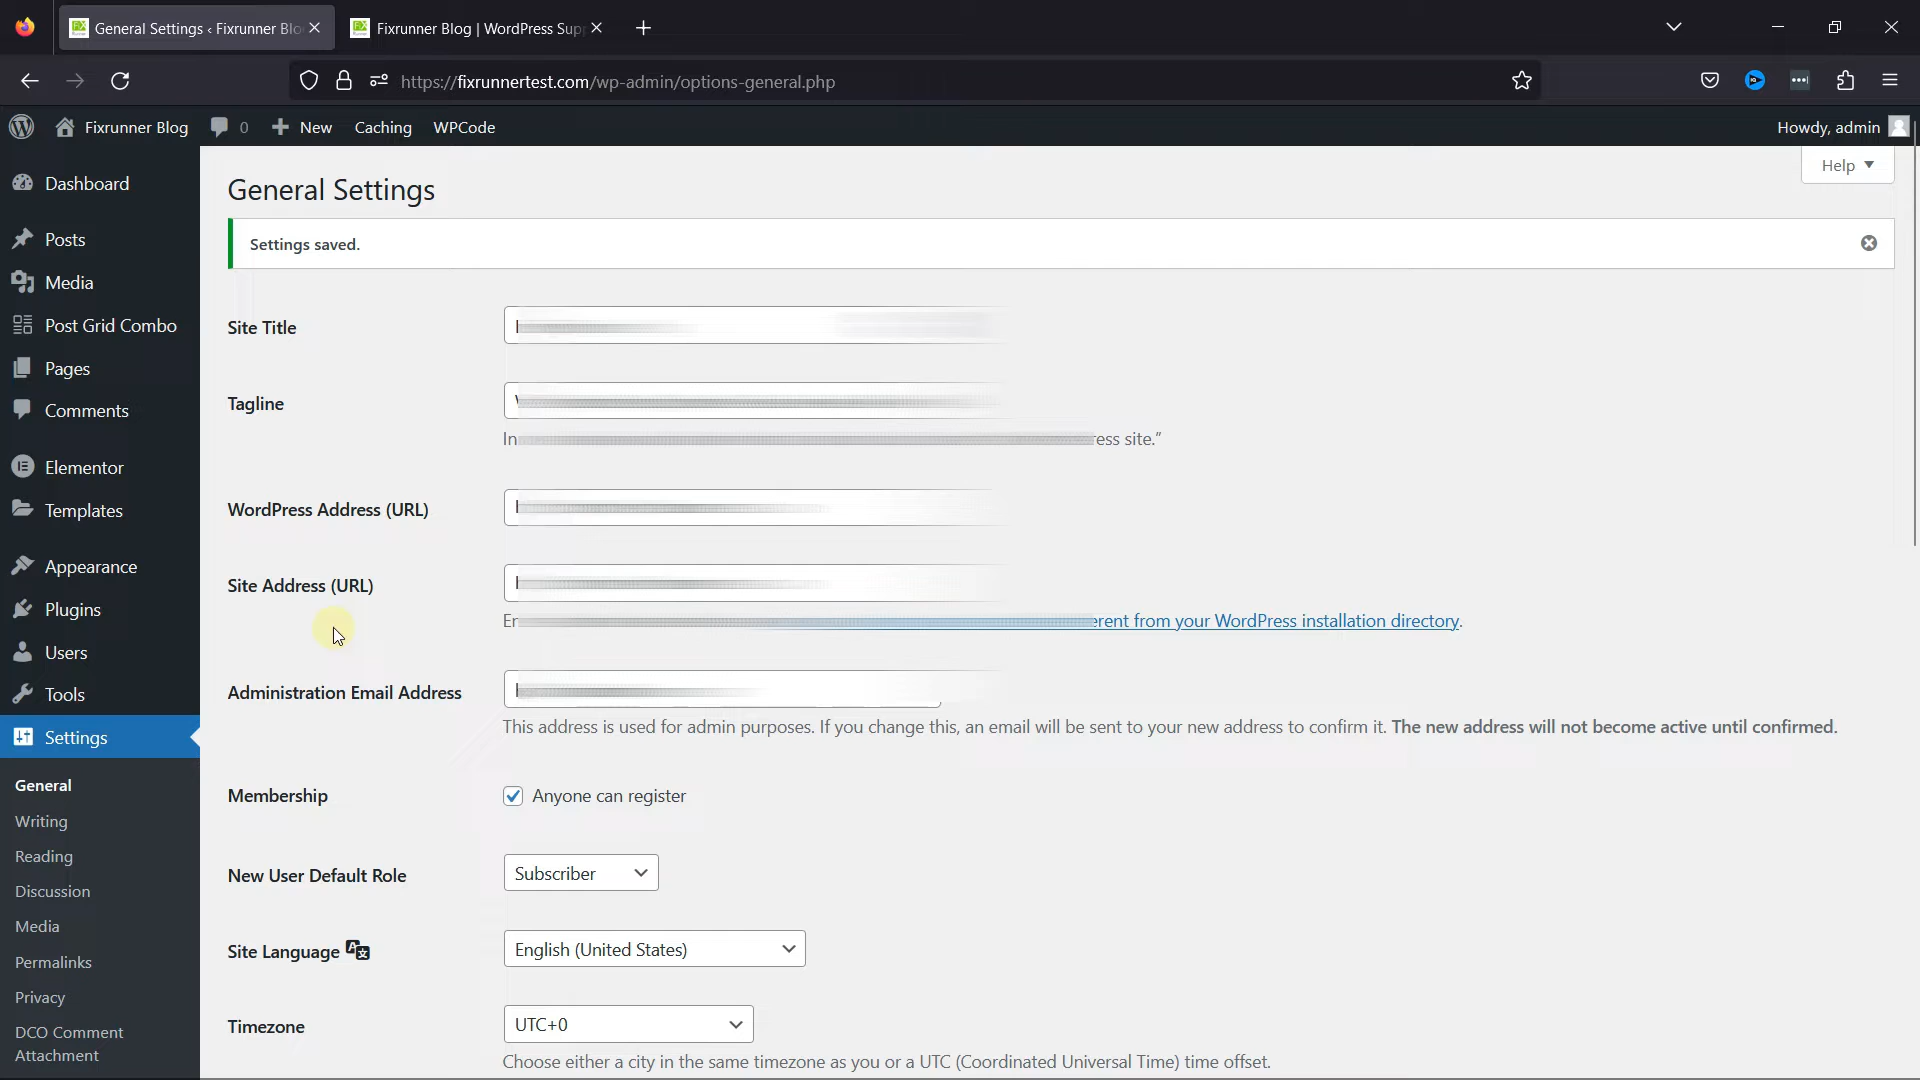 General Settings ‹ Fixrunner Blo
Fixrunner Blog | WordPress Sup
https://fixrunnertest.com/wp-admin/options-general.php
Fixrunner Blog
0
New
Caching
WPCode
Howdy, admin
Help
Dashboard
Posts
Media
Post Grid Combo
Pages
Comments
Elementor
Templates
Appearance
Plugins
Users
Tools
Settings
General
Writing
Reading
Discussion
Media
Permalinks
Privacy
DCO Comment
Attachment
General Settings
Settings saved.
Site Title
Tagline
In
ess site.”
WordPress Address (URL)
Site Address (URL)
erent from your WordPress installation directory.
Administration Email Address
This address is used for admin purposes. If you change this, an email will be sent to your new address to confirm it. The new address will not become active until confirmed.
Membership
Anyone can register
New User Default Role
Subscriber
Site Language
English (United States)
Timezone
UTC+0
Choose either a city in the same timezone as you or a UTC (Coordinated Universal Time) time offset.